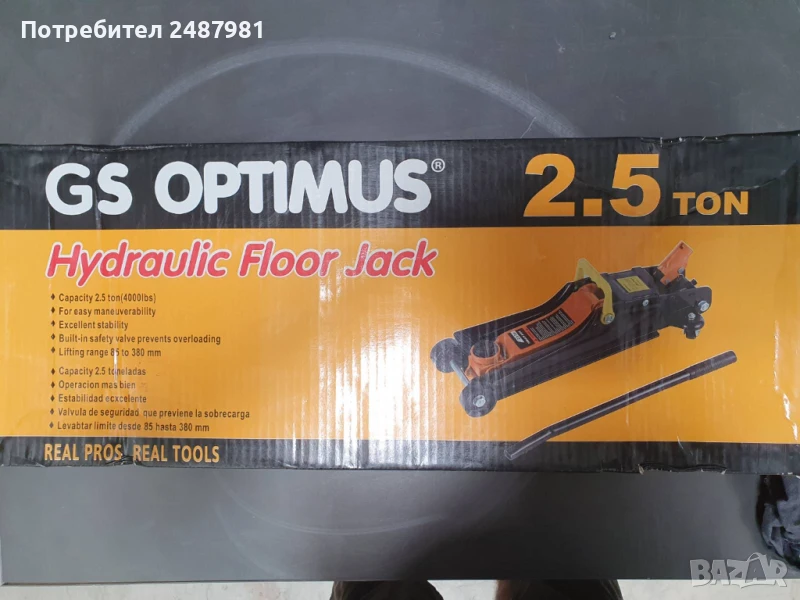 Потребител 2487981
GS OPTIMUS®
2.5 TON
Hydraulic Floor Jack
♦ Capacity 2.5 ton(4000lbs)
♦ For easy maneuverability
♦ Excellent stability
♦ Built-in safety valve prevents overloading
♦ Lifting range 85 to 380 mm
♦ Capacity 2.5 toneladas
♦ Operacion mas bien
♦ Estabilidad ecxcelente
♦ Valvula de seguridad que previene la sobrecarga
♦ Levabtar limite desde 85 hasta 380 mm
REAL PROS REAL TOOLS
BAZAR